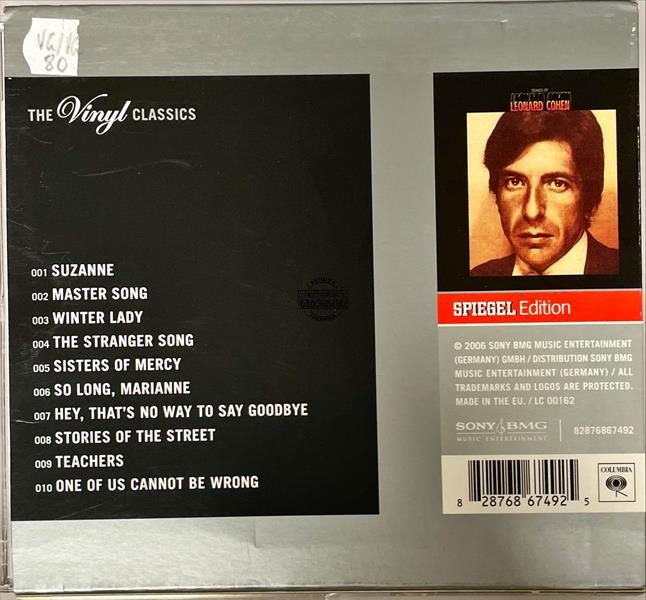 80
THE Vinyl CLASSICS
001 SUZANNE
002 MASTER SONG
003 WINTER LADY
004 THE STRANGER SONG
005 SISTERS OF MERCY
006 SO LONG, MARIANNE
007 HEY, THAT'S NO WAY TO SAY GOODBYE
008 STORIES OF THE STREET
009 TEACHERS
010 ONE OF US CANNOT BE WRONG
SONGS OF
LEONARD COHEN
SPIEGEL Edition
© 2006 SONY BMG MUSIC ENTERTAINMENT
(GERMANY) GMBH / DISTRIBUTION SONY BMG
MUSIC ENTERTAINMENT (GERMANY) / ALL
TRADEMARKS AND LOGOS ARE PROTECTED.
MADE IN THE EU. / LC 00162
SONY BMG
MUSIC ENTERTAINMENT
82876867492
8 28768 67492 5
COLUMBIA